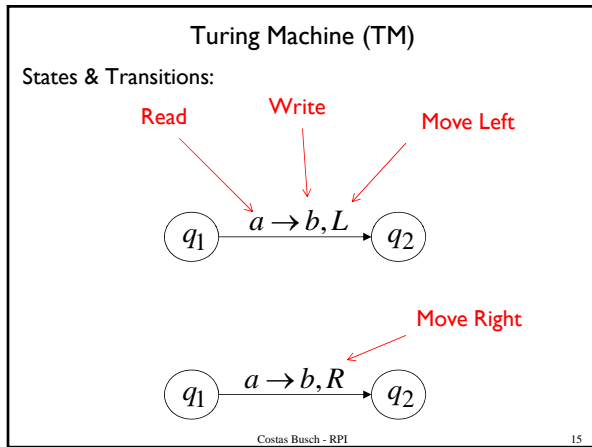 Turing Machine (TM)
States & Transitions:
Read
Write
Move Left
q₁ a → b, L q₂
Move Right
q₁ a → b, R q₂
Costas Busch - RPI 15